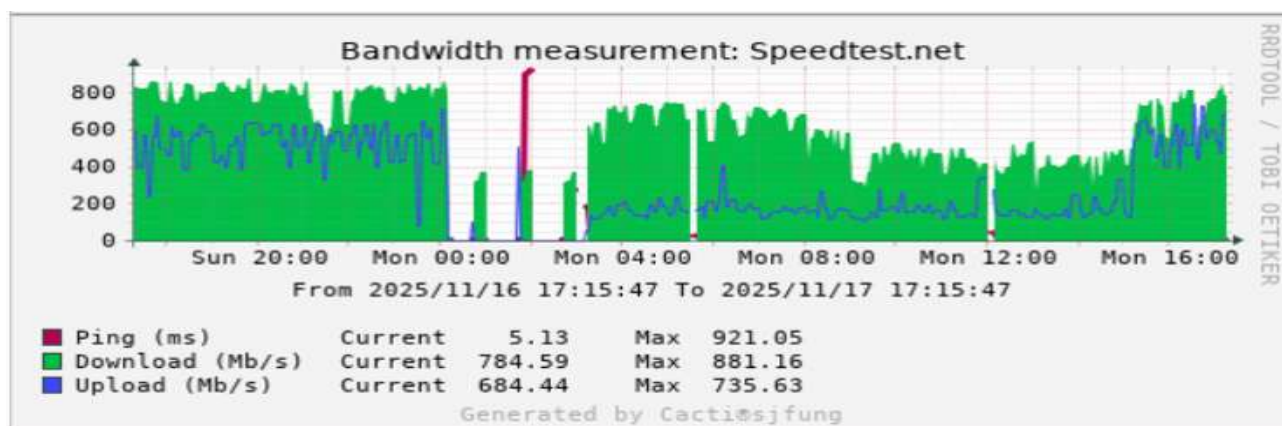 Bandwidth measurement: Speedtest.net
RRDTOOL / TOBI OETIKER
800
600
400
200
0
Sun 20:00 Mon 00:00 Mon 04:00 Mon 08:00 Mon 12:00 Mon 16:00
From 2025/11/16 17:15:47 To 2025/11/17 17:15:47
Ping (ms) Current 5.13 Max 921.05
Download (Mb/s) Current 784.59 Max 881.16
Upload (Mb/s) Current 684.44 Max 735.63
Generated by Cacti®sjfung